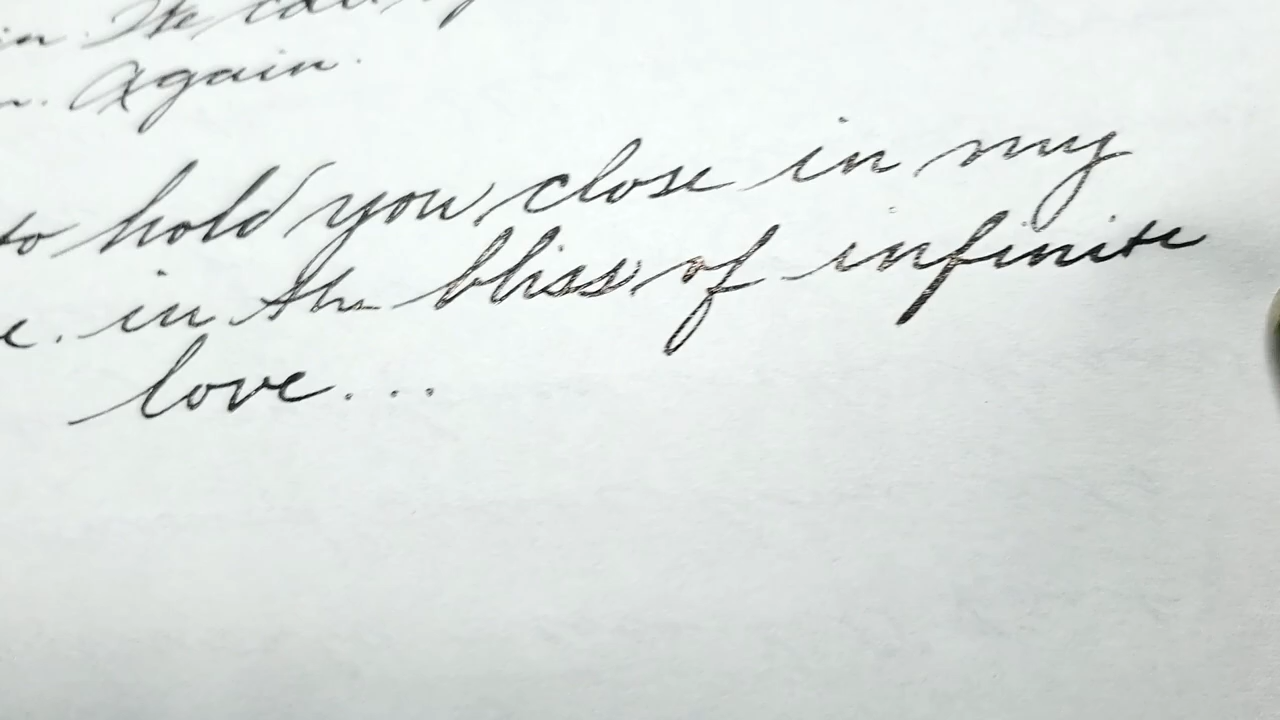 Again.
to hold you close in my
in the bliss of infinite
love...